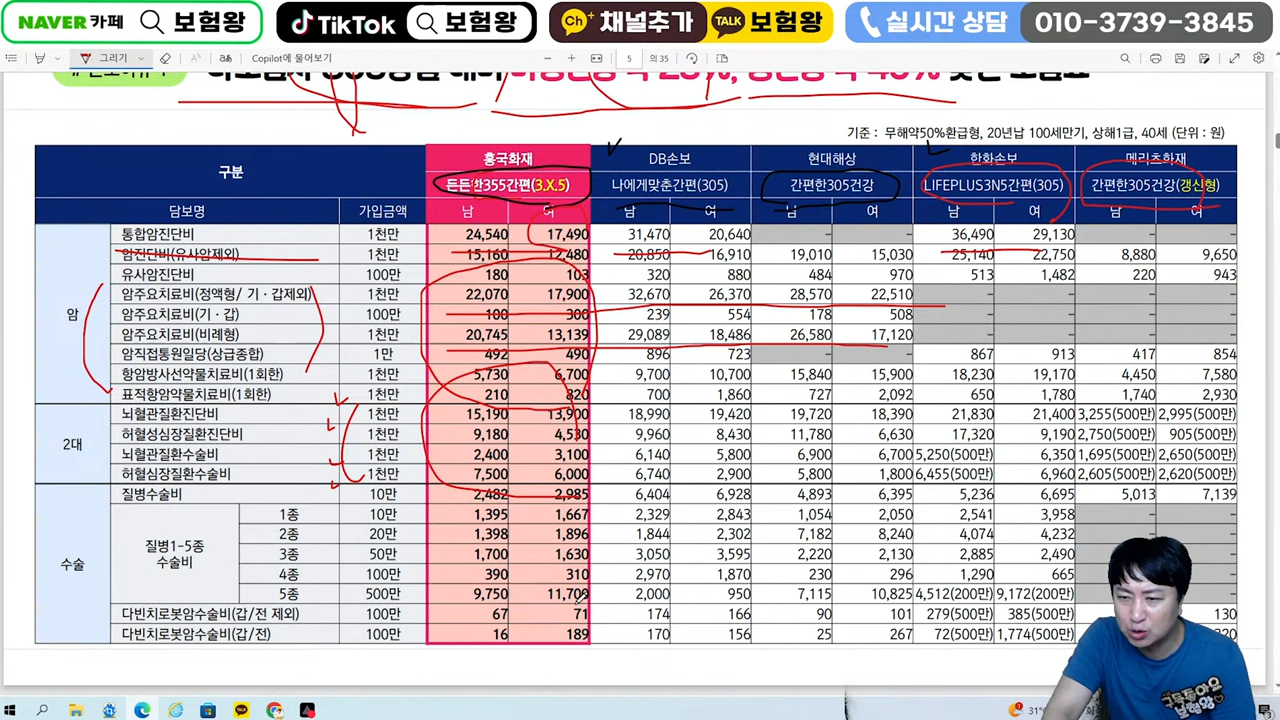 NAVER 카페 보험왕 TikTok 보험왕 Ch+ 채널추가 TALK 보험왕 실시간 상담 010-3739-3845
그리기 Copilot에 물어보기 5 의 35
기준 : 무해약50%환급형, 20년납 100세만기, 상해1급, 40세 (단위 : 원)
구분 흥국화재 DB손보 현대해상 한화손보 메리츠화재
든든한355간편(3.X.5) 나에게맞춘간편(305) 간편한305건강 LIFEPLUS3N5간편(305) 간편한305건강(갱신형)
담보명 가입금액 남 여 남 여 남 여 남 여 남 여
암
통합암진단비 1천만 24,540 17,490 31,470 20,640 - - 36,490 29,130 - -
암진단비(유사암제외) 1천만 15,160 12,480 20,850 16,910 19,010 15,030 25,140 22,750 8,880 9,650
유사암진단비 100만 180 103 320 880 484 970 513 1,482 220 943
암주요치료비(정액형/ 기 · 갑제외) 1천만 22,070 17,900 32,670 26,370 28,570 22,510 - - - -
암주요치료비(기 · 갑) 100만 100 300 239 554 178 508 - - - -
암주요치료비(비례형) 1천만 20,745 13,139 29,089 18,486 26,580 17,120 - - - -
암직접통원일당(상급종합) 1만 492 490 896 723 - - 867 913 417 854
항암방사선약물치료비(1회한) 1천만 5,730 6,700 9,700 10,700 15,840 15,900 18,230 19,170 4,450 7,580
표적항암약물치료비(1회한) 1천만 210 820 700 1,860 727 2,092 650 1,780 1,740 2,930
2대
뇌혈관질환진단비 1천만 15,190 13,900 18,990 19,420 19,720 18,390 21,830 21,400 3,255(500만) 2,995(500만)
허혈성심장질환진단비 1천만 9,180 4,530 9,960 8,430 11,780 6,630 17,320 9,190 2,750(500만) 905(500만)
뇌혈관질환수술비 1천만 2,400 3,100 6,140 5,800 6,900 6,700 5,250(500만) 6,350 1,695(500만) 2,650(500만)
허혈심장질환수술비 1천만 7,500 6,000 6,740 2,900 5,800 1,800 6,455(500만) 6,960 2,605(500만) 2,620(500만)
수술
질병수술비 10만 2,482 2,985 6,404 6,928 4,893 6,395 5,236 6,695 5,013 7,139
질병1-5종 수술비
1종 10만 1,395 1,667 2,329 2,843 1,054 2,050 2,541 3,958 - -
2종 20만 1,398 1,896 1,844 2,302 7,182 8,240 4,074 4,232 - -
3종 50만 1,700 1,630 3,050 3,595 2,220 2,130 2,885 2,490
4종 100만 390 310 2,970 1,870 230 296 1,290 665
5종 500만 9,750 11,709 2,000 950 7,115 10,825 4,512(200만) 9,172(200만)
다빈치로봇암수술비(갑/전 제외) 100만 67 71 174 166 90 101 279(500만) 385(500만) 130
다빈치로봇암수술비(갑/전) 100만 16 189 170 156 25 267 72(500만) 1,774(500만)
구독좋아요
보험왕
31°